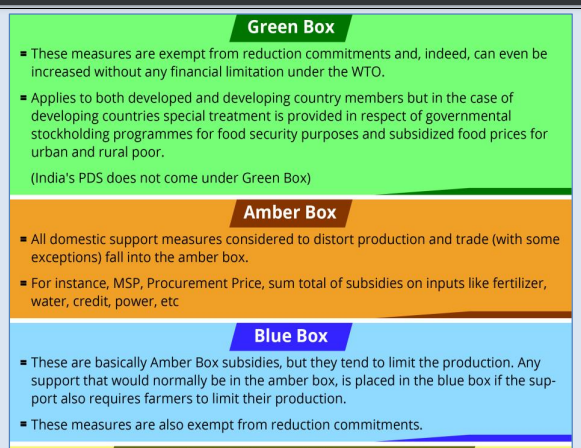 Green Box
= These measures are exempt from reduction commitments and, indeed, can even be
increased without any financial limitation under the WTO.
= Applies to both developed and developing country members but in the case of
developing countries special treatment is provided in respect of governmental
stockholding programmes for food security purposes and subsidized food prices for
urban and rural poor.
(India's PDS does not come under Green Box)
Amber Box
= All domestic support measures considered to distort production and trade (with some
exceptions) fall into the amber box.
= For instance, MSP, Procurement Price, sum total of subsidies on inputs like fertilizer,
water, credit, power, etc
Blue Box
= These are basically Amber Box subsidies, but they tend to limit the production. Any
support that would normally be in the amber box, is placed in the blue box if the sup-
port also requires farmers to limit their production.
= These measures are also exempt from reduction commitments.